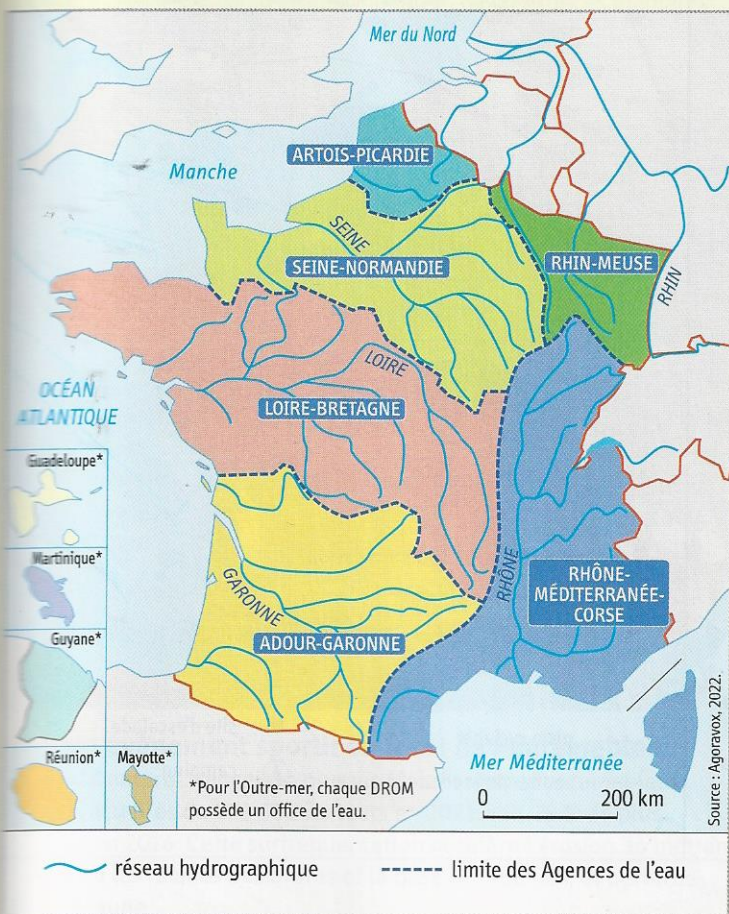 Mer du Nord
Manche
ARTOIS-PICARDIE
SEINE
SEINE-NORMANDIE
RHIN-MEUSE
RHIN
OCÉAN
ATLANTIQUE
LOIRE
LOIRE-BRETAGNE
Guadeloupe*
Martinique*
Guyane*
Réunion*
Mayotte*
GARONNE
ADOUR-GARONNE
RHÔNE
RHÔNE-
MÉDITERRANÉE-
CORSE
Mer Méditerranée
*Pour l'Outre-mer, chaque DROM
possède un office de l'eau.
0 200 km
Source : Agoravox, 2022.
réseau hydrographique
limite des Agences de l'eau